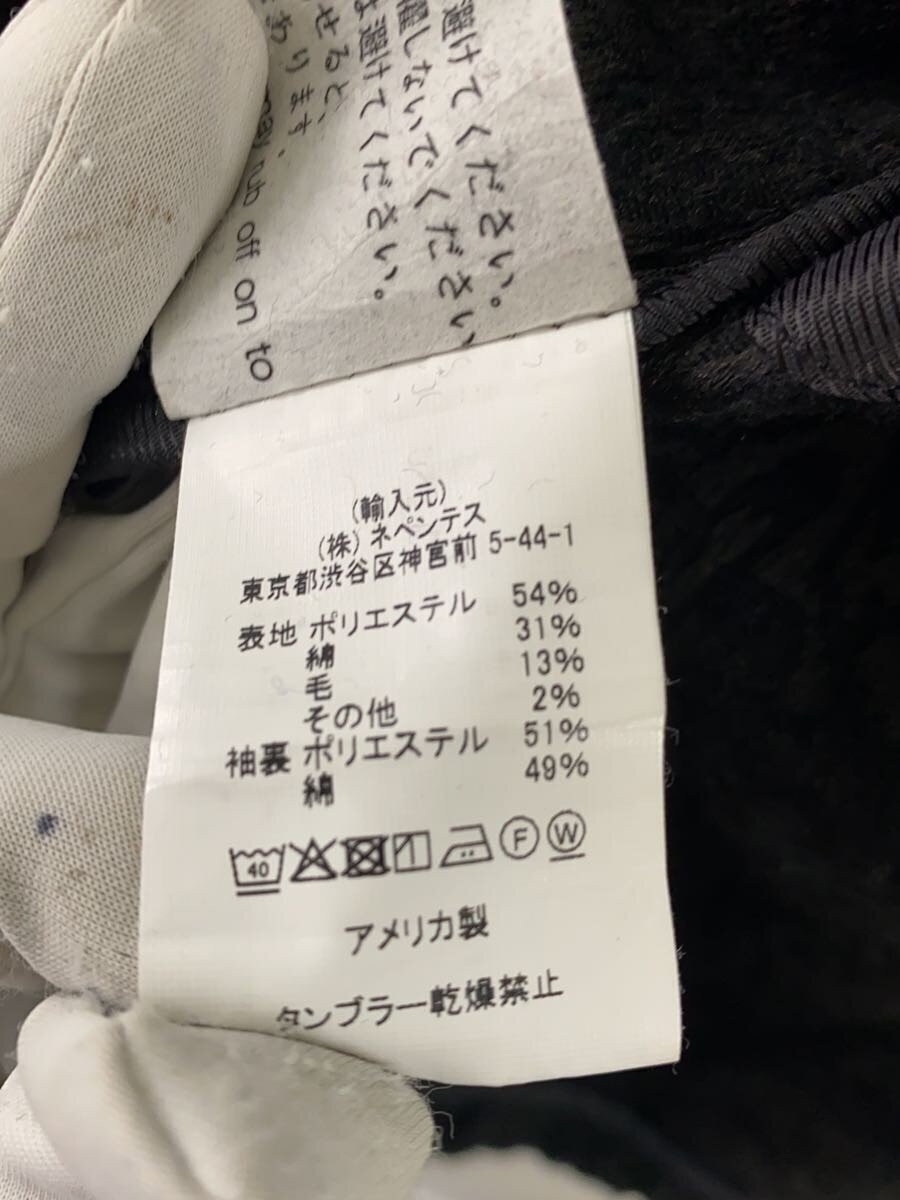 避けてください。
濯しないでください
は避けてください。
せると、
わります。
may rub off on to
(輸入元)
(株) ネペンテス
東京都渋谷区神宮前 5-44-1
表地 ポリエステル 54%
綿 31%
毛 13%
その他 2%
袖裏 ポリエステル 51%
綿 49%
40 F W
アメリカ製
タンブラー乾燥禁止